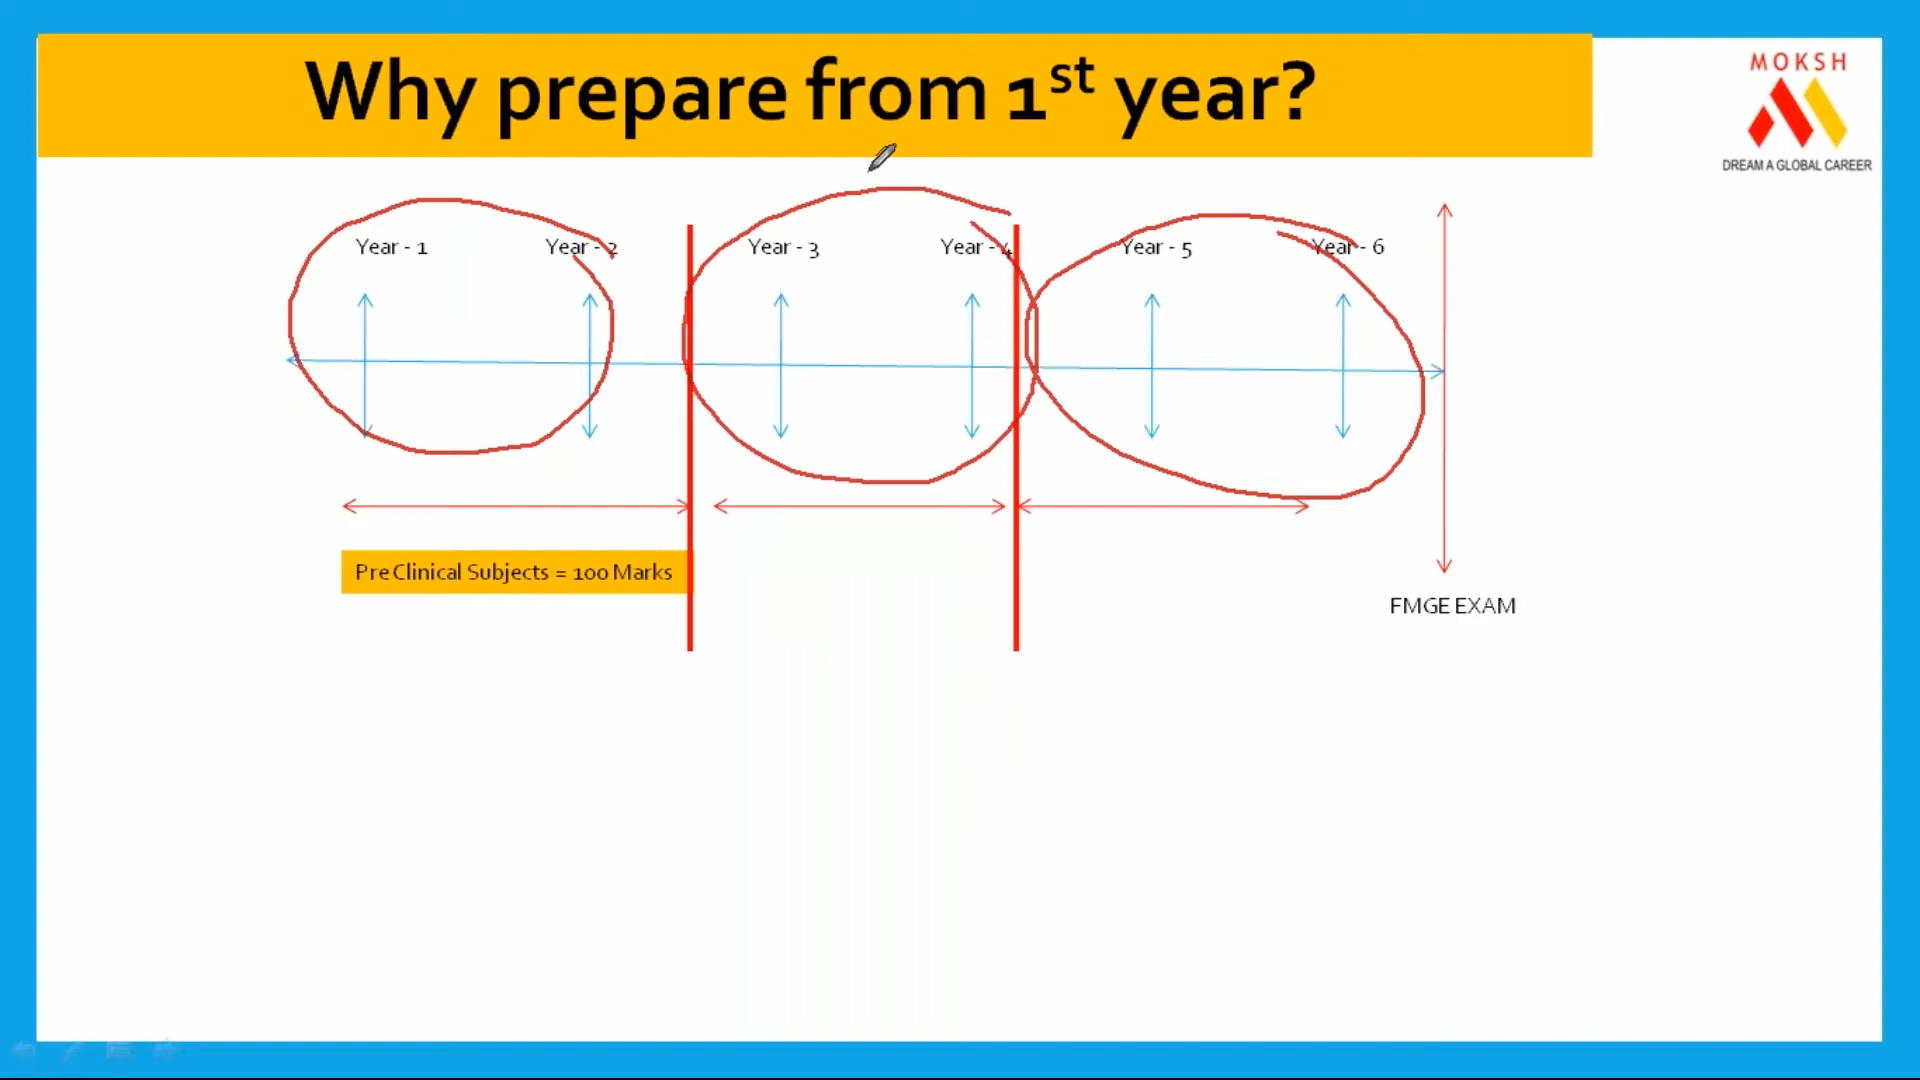 Why prepare from 1st year?
MOKSH
DREAM A GLOBAL CAREER
Year - 1
Year - 2
Year - 3
Year - 4
Year - 5
Year - 6
Pre Clinical Subjects = 100 Marks
FMGE EXAM